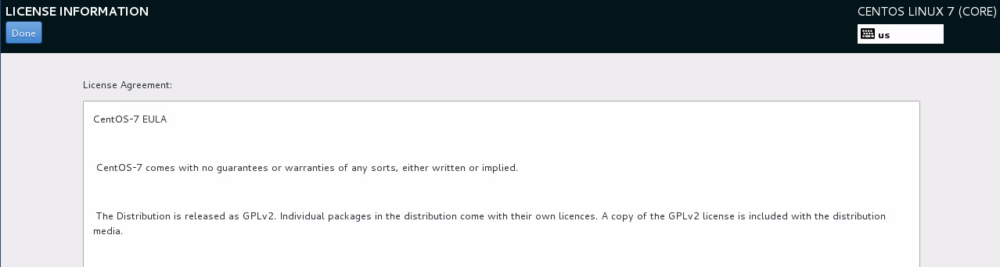 LICENSE INFORMATION
CENTOS LINUX 7 (CORE)
Done
us
License Agreement:
CentOS-7 EULA
CentOS-7 comes with no guarantees or warranties of any sorts, either written or implied.
The Distribution is released as GPLv2. Individual packages in the distribution come with their own licences. A copy of the GPLv2 license is included with the distribution
media.